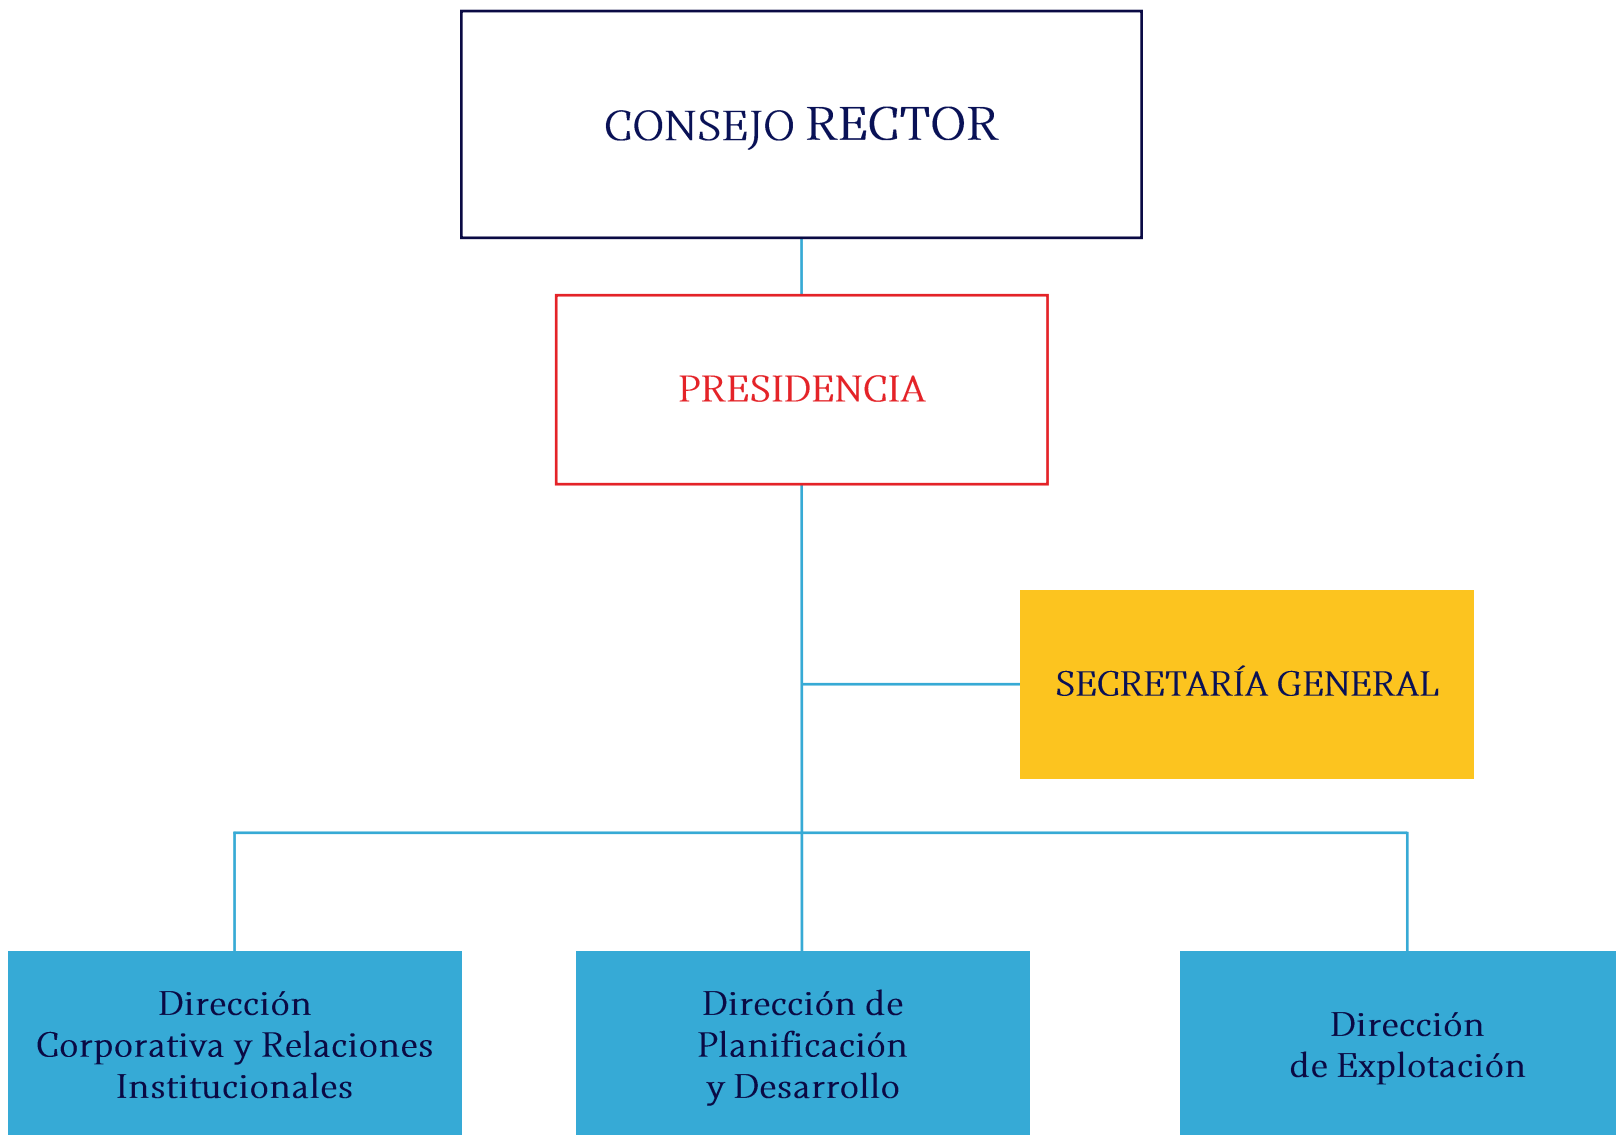 CONSEJO RECTOR
PRESIDENCIA
SECRETARÍA GENERAL
Dirección
Corporativa y Relaciones
Institucionales
Dirección de
Planificación
y Desarrollo
Dirección
de Explotación